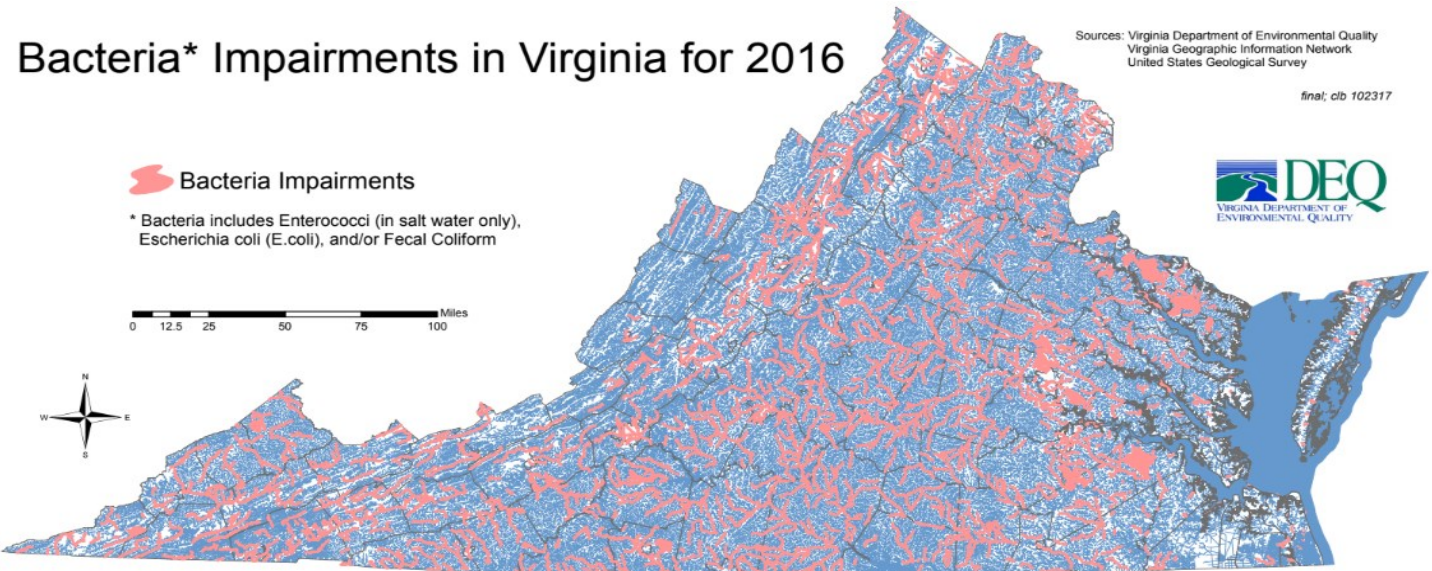 Bacteria* Impairments in Virginia for 2016
Sources: Virginia Department of Environmental Quality
Virginia Geographic Information Network
United States Geological Survey
final; clb 102317
Bacteria Impairments
* Bacteria includes Enterococci (in salt water only),
Escherichia coli (E.coli), and/or Fecal Coliform
DEQ
VIRGINIA DEPARTMENT OF
ENVIRONMENTAL QUALITY
Miles
0 12.5 25 50 75 100
N
W E
S